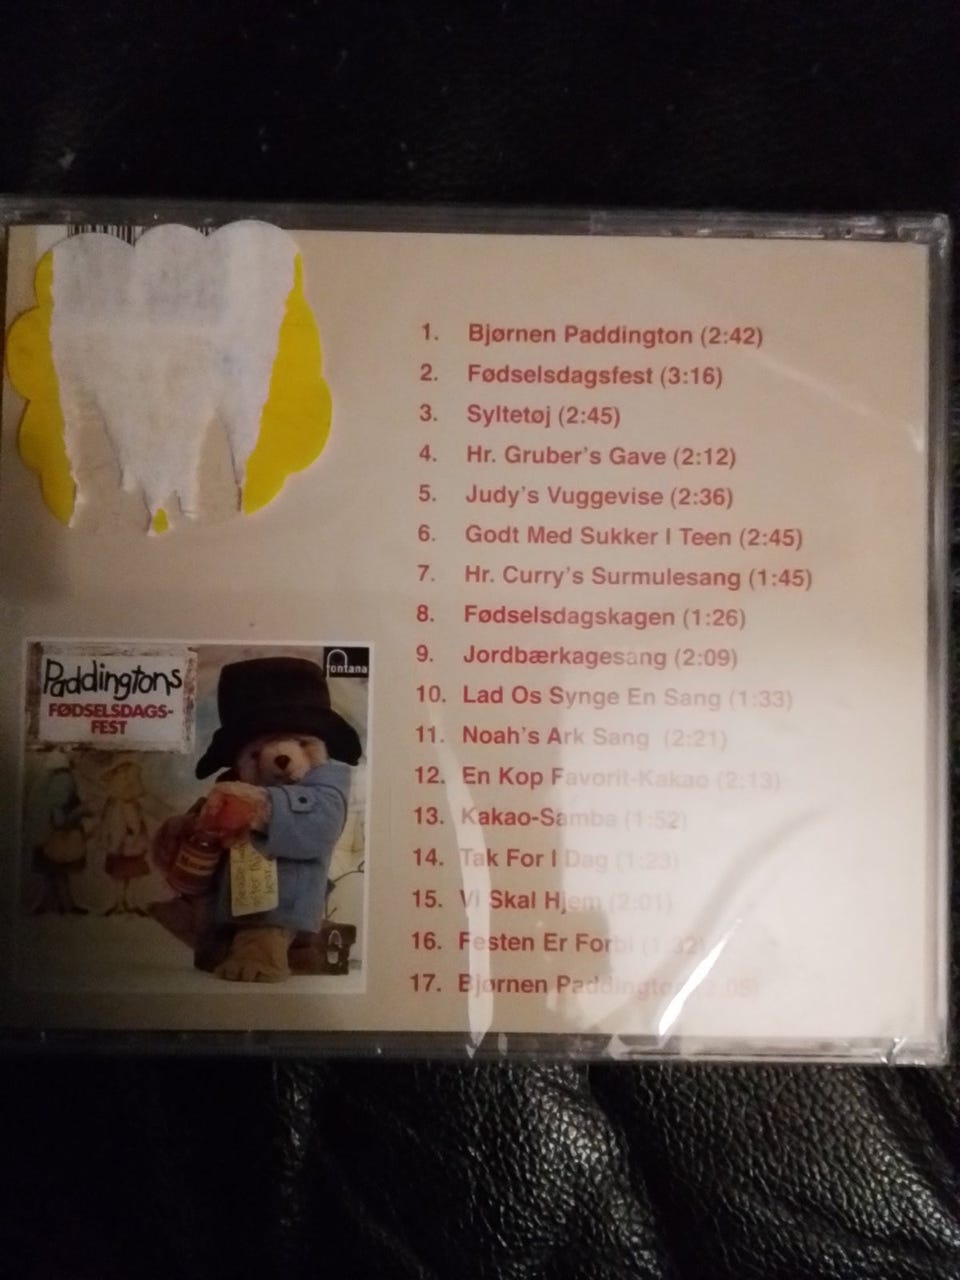 1. Bjørnen Paddington (2:42)
2. Fødselsdagsfest (3:16)
3. Syltetøj (2:45)
4. Hr. Gruber's Gave (2:12)
5. Judy's Vuggevise (2:36)
6. Godt Med Sukker I Teen (2:45)
7. Hr. Curry's Surmulesang (1:45)
8. Fødselsdagskagen (1:26)
9. Jordbærkagesang (2:09)
10. Lad Os Synge En Sang (1:33)
11. Noah's Ark Sang (2:21)
12. En Kop Favorit-Kakao (2:13)
13. Kakao-Samba (1:52)
14. Tak For I Dag (1:23)
15. Vi Skal Hjem (2:01)
16. Festen Er Forbi (1:32)
17. Bjørnen Paddington
Paddingtons
FØDSELSDAGS-
FEST
fontana